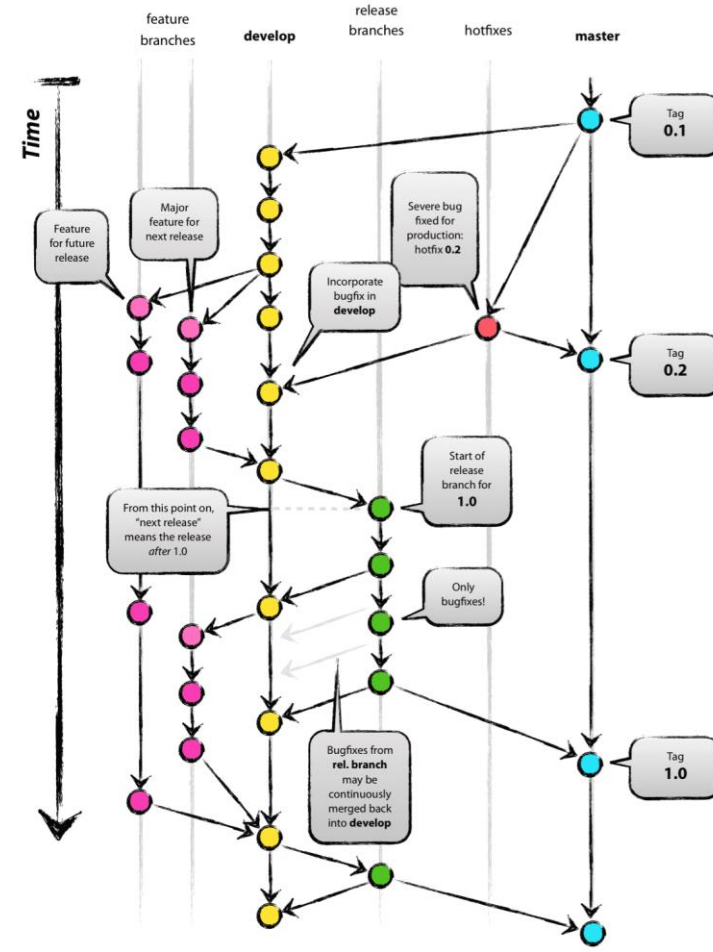 feature
branches
develop
release
branches
hotfixes
master
Time
Tag
0.1
Feature
for future
release
Major
feature for
next release
Severe bug
fixed for
production:
hotfix 0.2
Incorporate
bugfix in
develop
Tag
0.2
Start of
release
branch for
1.0
From this point on,
“next release”
means the release
after 1.0
Only
bugfixes!
Bugfixes from
rel. branch
may be
continuously
merged back
into develop
Tag
1.0